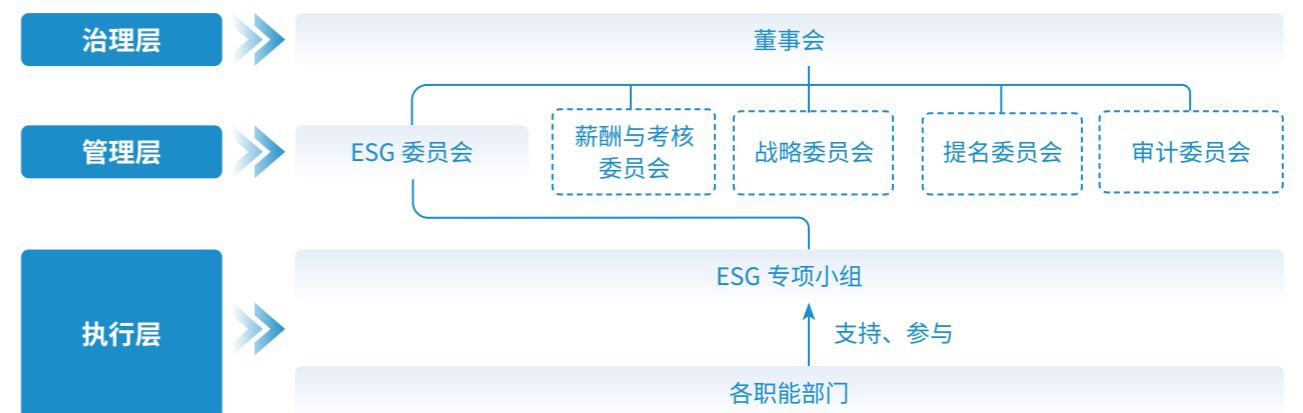 治理层
董事会
管理层
ESG 委员会
薪酬与考核
委员会
战略委员会
提名委员会
审计委员会
执行层
ESG 专项小组
支持、参与
各职能部门